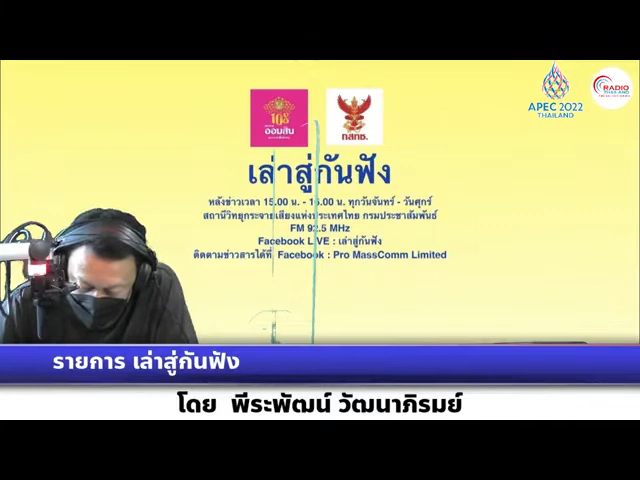 APEC 2022
THAILAND
RADIO
THAILAND
108
ออมสิน
กสทช.
เล่าสู่กันฟัง
หลังข่าวเวลา 15.00 น. - 16.00 น. ทุกวันจันทร์ - วันศุกร์
สถานีวิทยุกระจายเสียงแห่งประเทศไทย กรมประชาสัมพันธ์
FM 92.5 MHz
Facebook LIVE : เล่าสู่กันฟัง
ติดตามข่าวสารได้ที่ Facebook : Pro MassComm Limited
รายการ เล่าสู่กันฟัง
โดย พีระพัฒน์ วัฒนาภิรมย์